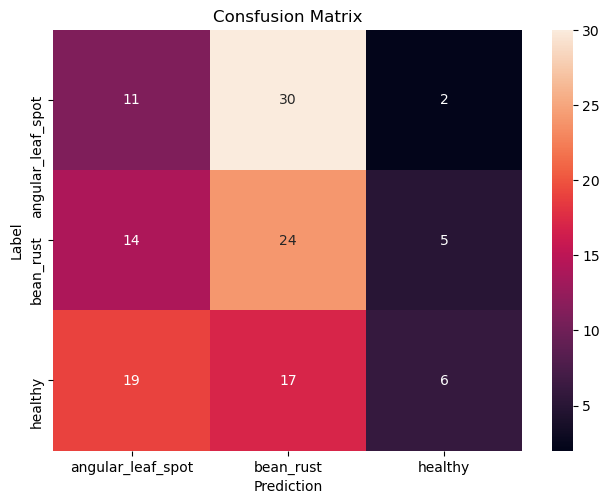 Consfusion Matrix
Label
angular_leaf_spot
11 30 2
bean_rust
14 24 5
healthy
19 17 6
angular_leaf_spot bean_rust healthy
Prediction
30
25
20
15
10
5